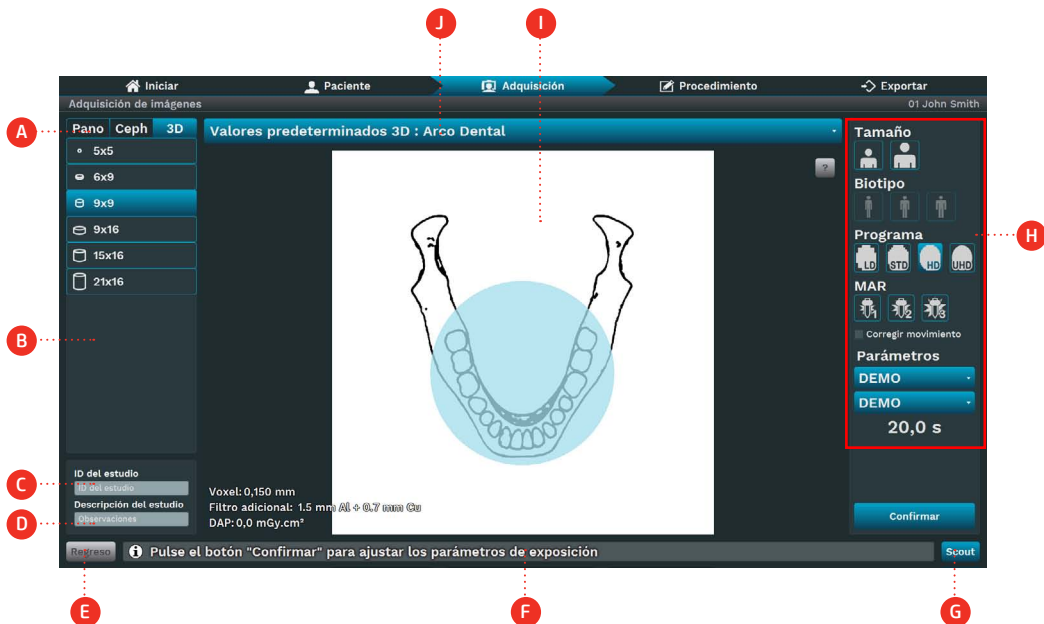 J
I
Iniciar
Paciente
Adquisición
Procedimiento
Exportar
Adquisición de imágenes
01 John Smith
A
Pano Ceph 3D
Valores predeterminados 3D : Arco Dental
5x5
6x9
9x9
9x16
15x16
21x16
?
Tamaño
Biotipo
Programa
H
LD STD HD UHD
MAR
1 2 3
Corregir movimiento
B
Parámetros
DEMO
DEMO
20,0 s
C
ID del estudio
ID del estudio
D
Descripción del estudio
Observaciones
Voxel: 0,150 mm
Filtro adicional: 1.5 mm Al + 0.7 mm Cu
DAP: 0,0 mGy.cm²
Confirmar
Regreso
Pulse el botón "Confirmar" para ajustar los parámetros de exposición
Scout
E
F
G